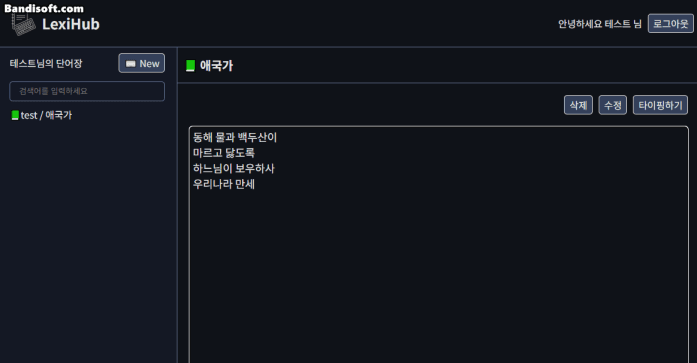 Bandisoft.com
LexiHub
안녕하세요 테스트 님
로그아웃
테스트님의 단어장
New
검색어를 입력하세요
test / 애국가
애국가
삭제
수정
타이핑하기
동해 물과 백두산이
마르고 닳도록
하느님이 보우하사
우리나라 만세